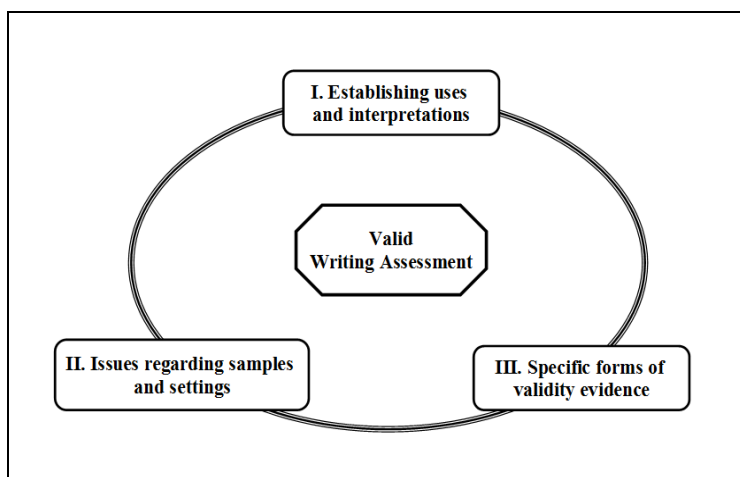 I. Establishing uses
and interpretations
Valid
Writing Assessment
II. Issues regarding samples
and settings
III. Specific forms of
validity evidence